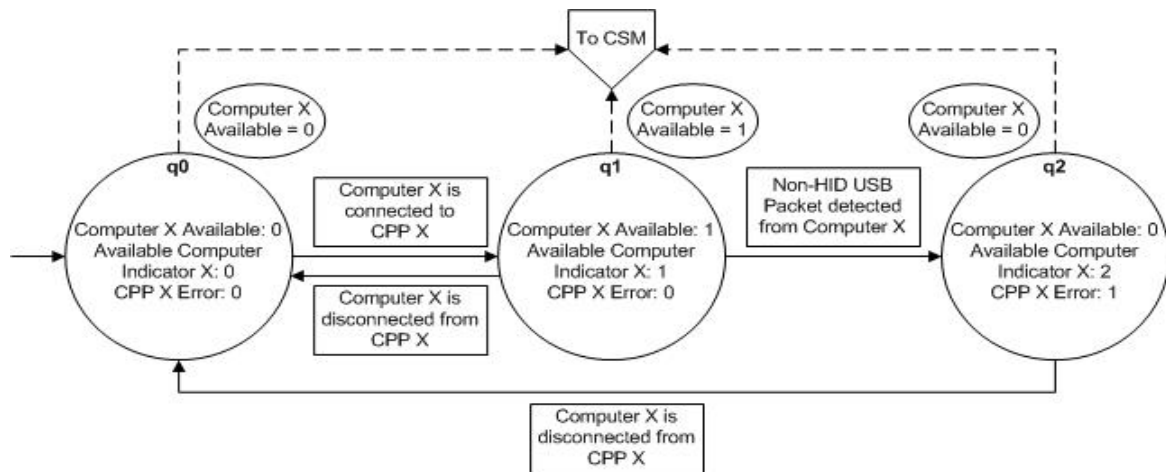 To CSM
Computer X
Available = 0
Computer X
Available = 1
Computer X
Available = 0
q0
q1
q2
Computer X is
connected to
CPP X
Non-HID USB
Packet detected
from Computer X
Computer X Available: 0
Available Computer
Indicator X: 0
CPP X Error: 0
Computer X Available: 1
Available Computer
Indicator X: 1
CPP X Error: 0
Computer X Available: 0
Available Computer
Indicator X: 2
CPP X Error: 1
Computer X is
disconnected from
CPP X
Computer X is
disconnected from
CPP X